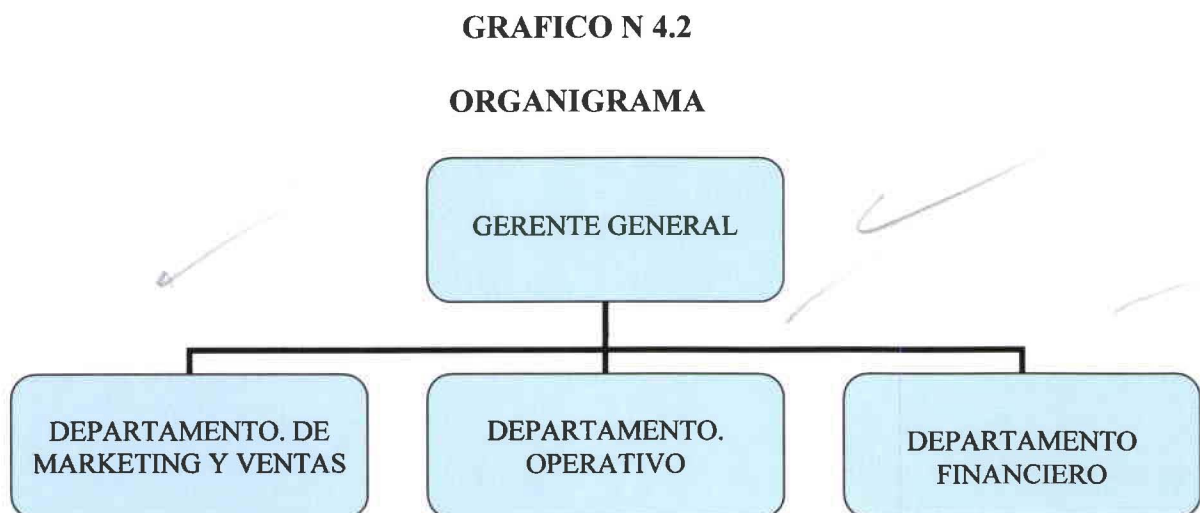 GRAFICO N 4.2
ORGANIGRAMA
GERENTE GENERAL
DEPARTAMENTO. DE
MARKETING Y VENTAS
DEPARTAMENTO.
OPERATIVO
DEPARTAMENTO
FINANCIERO